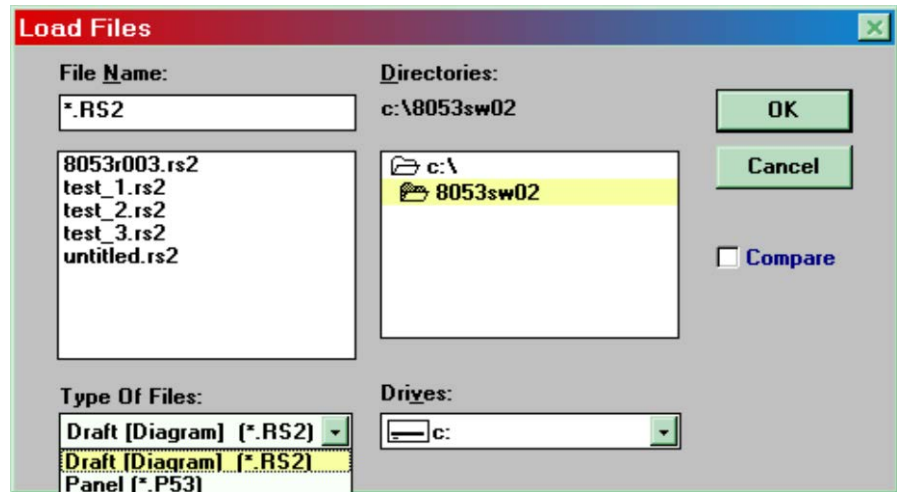 Load Files
File Name:
*.RS2
8053r003.rs2
test_1.rs2
test_2.rs2
test_3.rs2
untitled.rs2
Type Of Files:
Draft [Diagram] (*.RS2)
Draft [Diagram] (*.RS2)
Panel (*.P53)
Directories:
c:\8053sw02
c:\
8053sw02
Drives:
c:
OK
Cancel
Compare